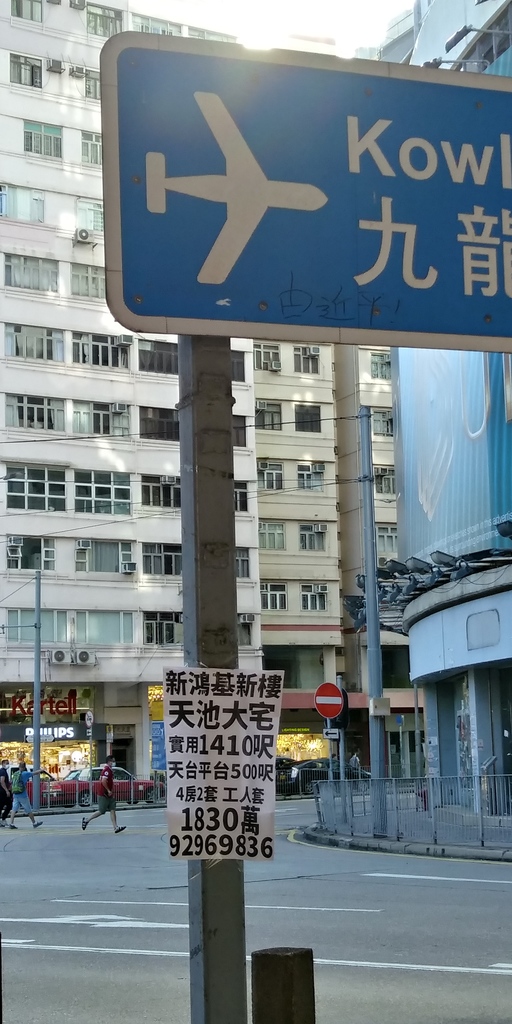 Kowl
九龍
新鴻基新樓
天池大宅
實用1410呎
天台平台500呎
4房2套 工人套
1830萬
92969836
Kartell
PHILIPS